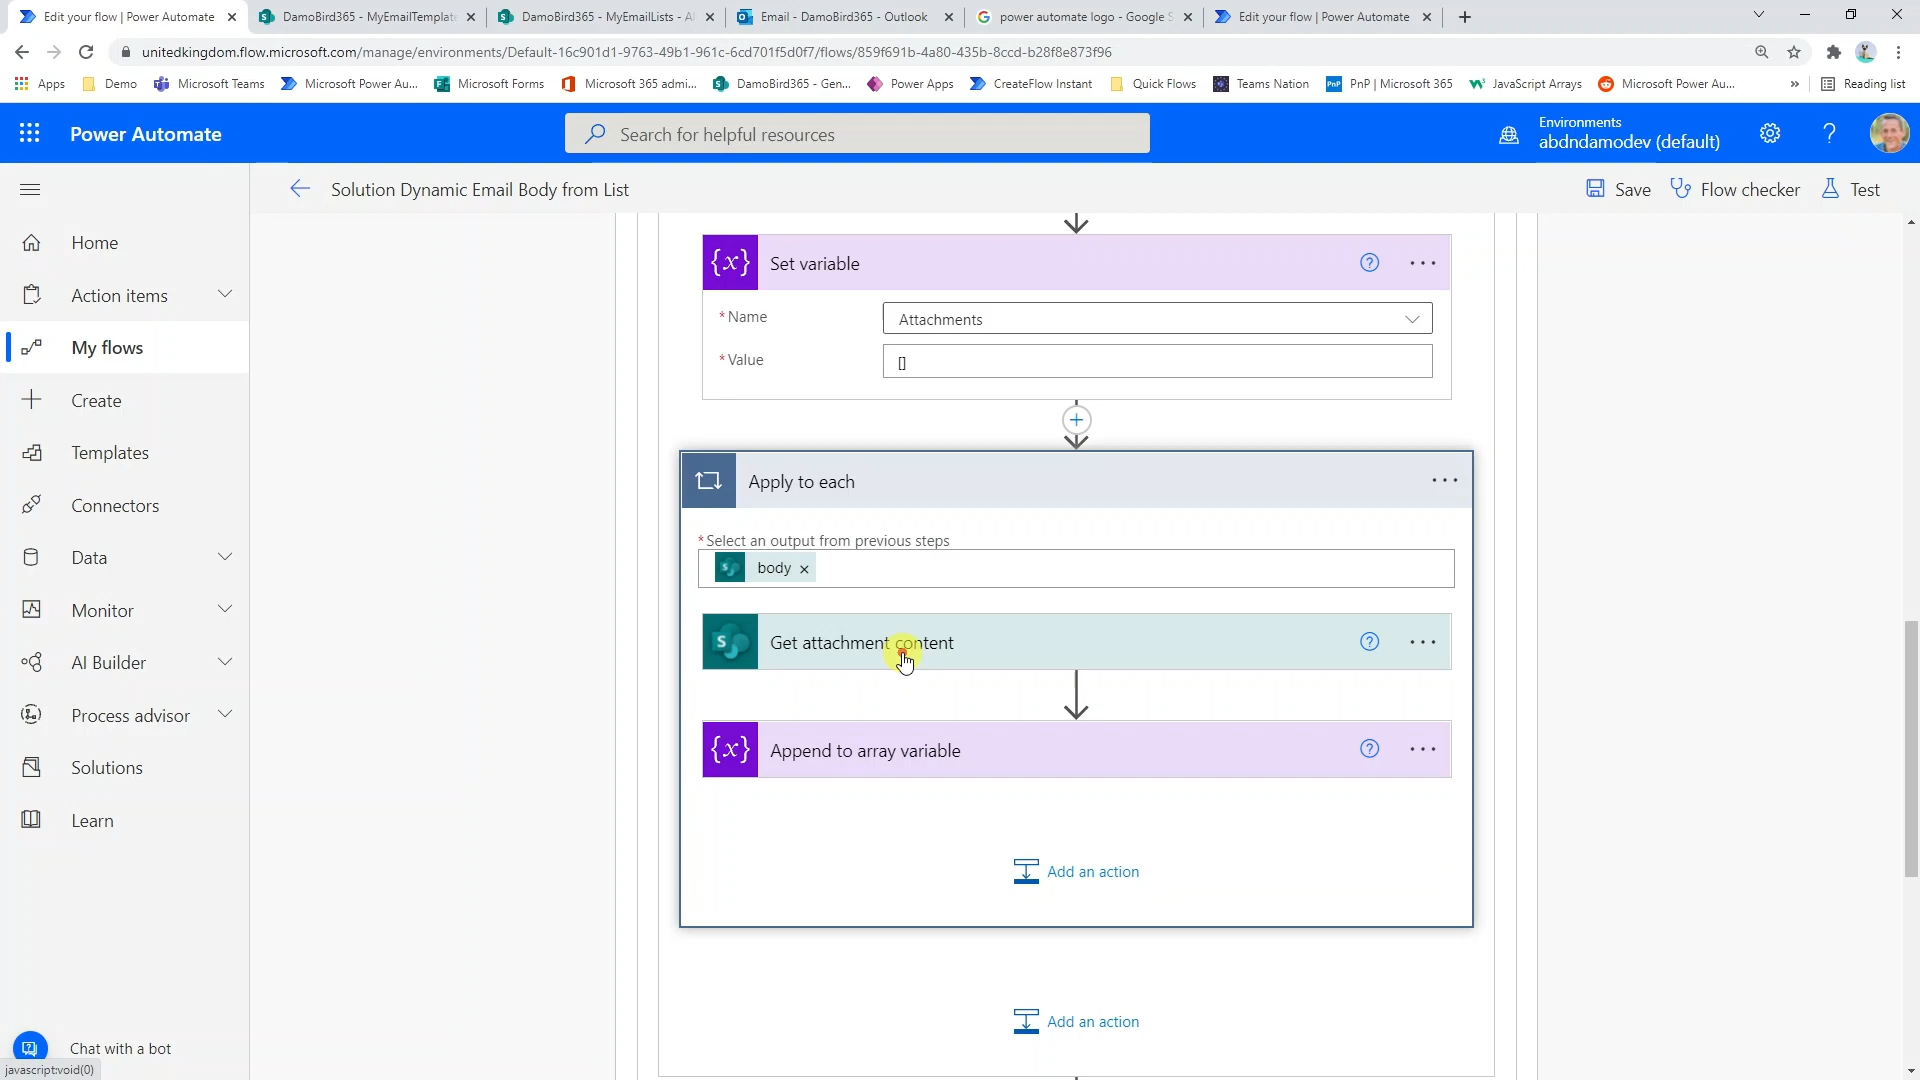 Edit your flow | Power Automate
DamoBird365 - MyEmailTemplate
DamoBird365 - MyEmailLists - Al
Email - DamoBird365 - Outlook
power automate logo - Google S
Edit your flow | Power Automate
unitedkingdom.flow.microsoft.com/manage/environments/Default-16c901d1-9763-49b1-961c-6cd701f5d0f7/flows/859f691b-4a80-435b-8ccd-b28f8e873f96
Apps
Demo
Microsoft Teams
Microsoft Power Au...
Microsoft Forms
Microsoft 365 admi...
DamoBird365 - Gen...
Power Apps
CreateFlow Instant
Quick Flows
Teams Nation
PnP | Microsoft 365
JavaScript Arrays
Microsoft Power Au...
»
Reading list
Power Automate
Search for helpful resources
Environments
abdndamodev (default)
Solution Dynamic Email Body from List
Save
Flow checker
Test
Home
Action items
My flows
Create
Templates
Connectors
Data
Monitor
AI Builder
Process advisor
Solutions
Learn
Chat with a bot
javascript:void(0)
{x} Set variable
* Name
Attachments
* Value
[]
Apply to each
* Select an output from previous steps
body
Get attachment content
{x} Append to array variable
Add an action
Add an action